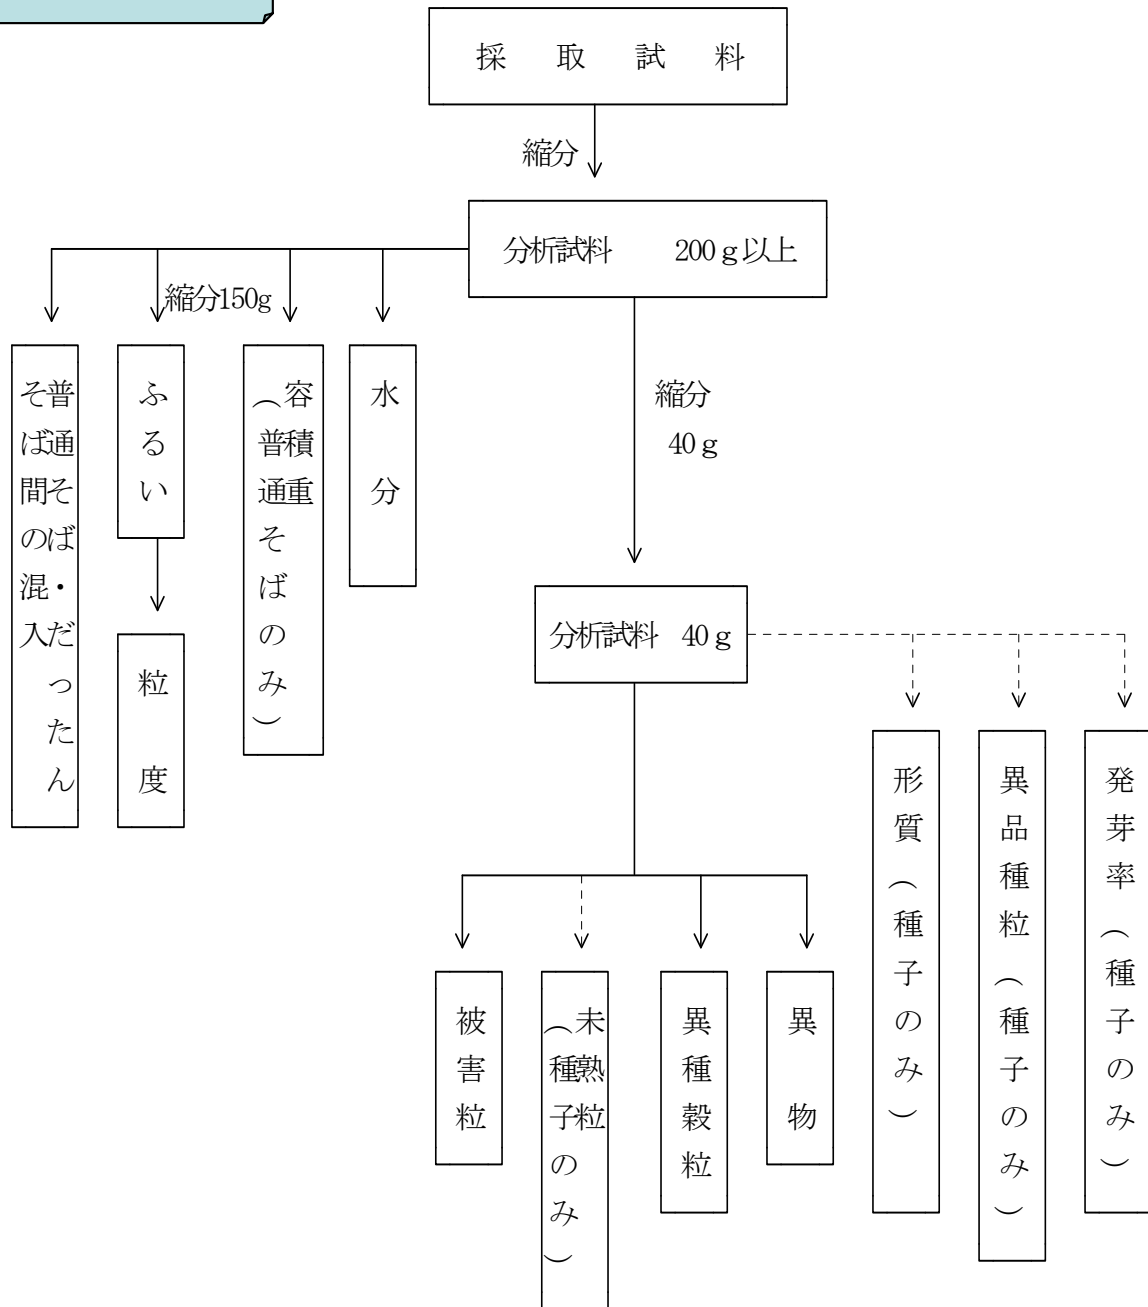 採取試料
縮分
分析試料 200g以上
縮分150g
普通そば・だったん
そば間の混入
ふるい
粒度
容積重
（普通そばのみ）
水分
縮分
40g
分析試料 40g
被害粒
未熟粒
（種子のみ）
異種穀粒
異物
形質（種子のみ）
異品種粒（種子のみ）
発芽率（種子のみ）